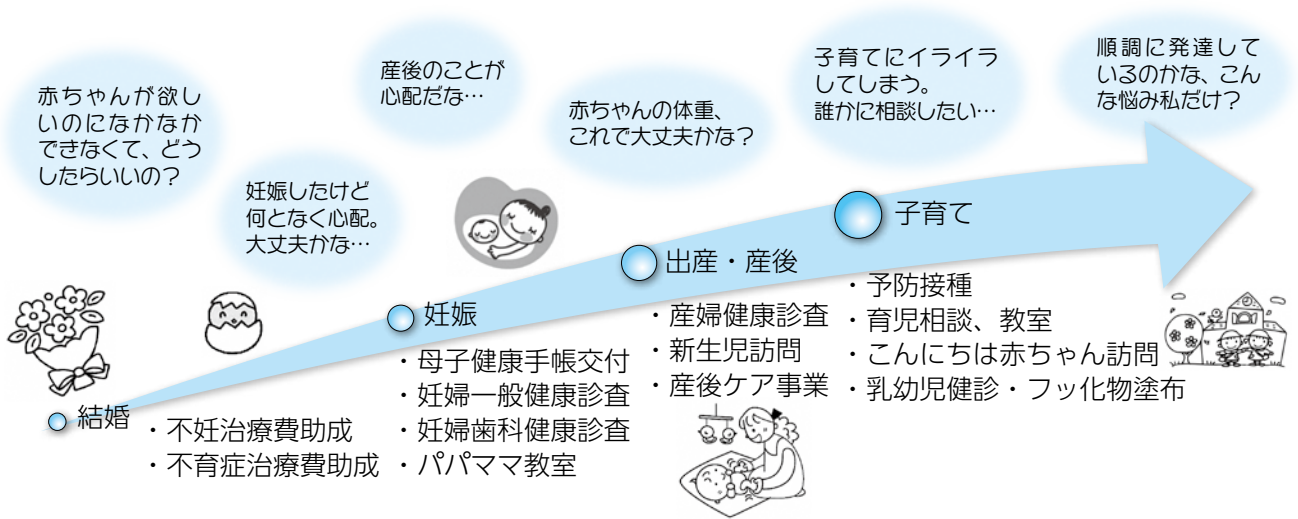 赤ちゃんが欲し
いのになかなか
できなくて、どう
したらいいの？
妊娠したけど
何となく心配。
大丈夫かな…
産後のことが
心配だな…
赤ちゃんの体重、
これで大丈夫かな？
子育てにイライラ
してしまう。
誰かに相談したい…
順調に発達して
いるのかな、こん
な悩み私だけ？
結婚
・不妊治療費助成
・不育症治療費助成
妊娠
・母子健康手帳交付
・妊婦一般健康診査
・妊婦歯科健康診査
・パパママ教室
出産・産後
・産婦健康診査
・新生児訪問
・産後ケア事業
子育て
・予防接種
・育児相談、教室
・こんにちは赤ちゃん訪問
・乳幼児健診・フッ化物塗布